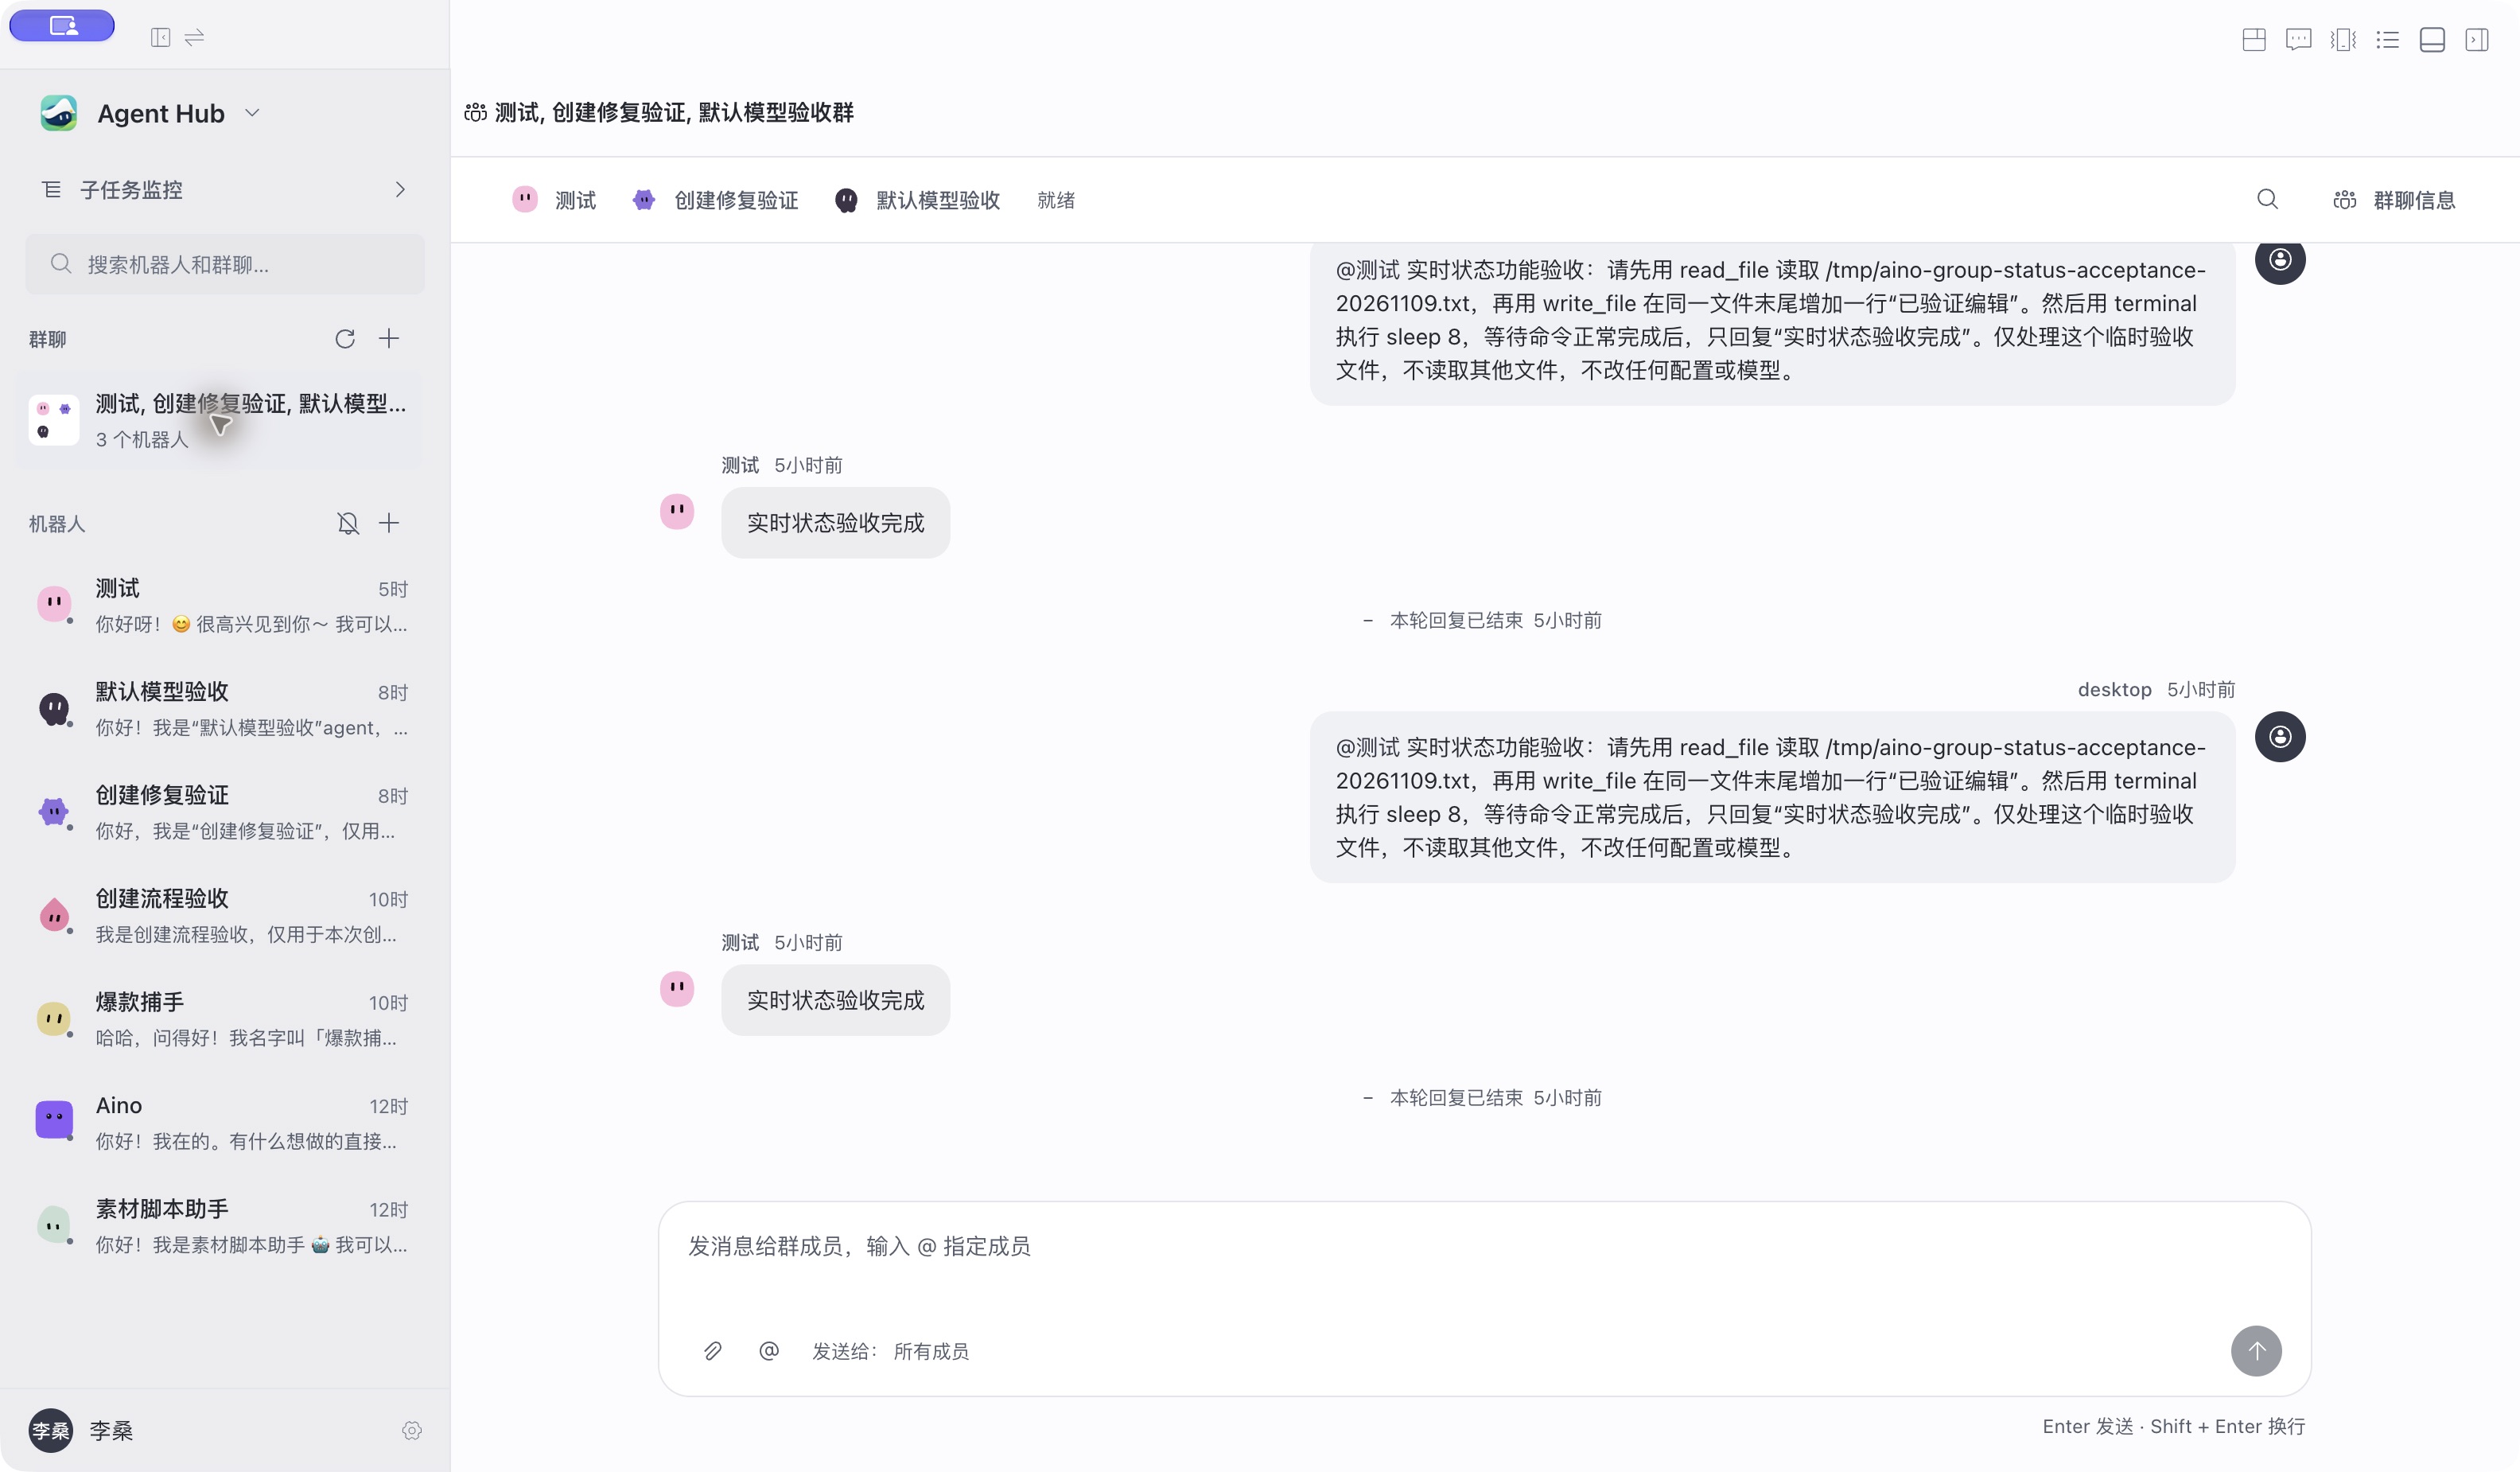 Agent Hub
子任务监控
搜索机器人和群聊...
群聊
测试, 创建修复验证, 默认模型...
3 个机器人
机器人
测试 5时
你好呀！😊 很高兴见到你～ 我可以...
默认模型验收 8时
你好！我是“默认模型验收”agent，...
创建修复验证 8时
你好，我是“创建修复验证”，仅用...
创建流程验收 10时
我是创建流程验收，仅用于本次创...
爆款捕手 10时
哈哈，问得好！我名字叫「爆款捕...
Aino 12时
你好！我在的。有什么想做的直接...
素材脚本助手 12时
你好！我是素材脚本助手 🤖 我可以...
李桑 李桑
测试, 创建修复验证, 默认模型验收群
测试 创建修复验证 默认模型验收 就绪 群聊信息
@测试 实时状态功能验收：请先用 read_file 读取 /tmp/aino-group-status-acceptance-
20261109.txt，再用 write_file 在同一文件末尾增加一行“已验证编辑”。然后用 terminal
执行 sleep 8，等待命令正常完成后，只回复“实时状态验收完成”。仅处理这个临时验收
文件，不读取其他文件，不改任何配置或模型。
测试 5小时前
实时状态验收完成
– 本轮回复已结束 5小时前
desktop 5小时前
@测试 实时状态功能验收：请先用 read_file 读取 /tmp/aino-group-status-acceptance-
20261109.txt，再用 write_file 在同一文件末尾增加一行“已验证编辑”。然后用 terminal
执行 sleep 8，等待命令正常完成后，只回复“实时状态验收完成”。仅处理这个临时验收
文件，不读取其他文件，不改任何配置或模型。
测试 5小时前
实时状态验收完成
– 本轮回复已结束 5小时前
发消息给群成员，输入 @ 指定成员
@ 发送给： 所有成员
Enter 发送 · Shift + Enter 换行